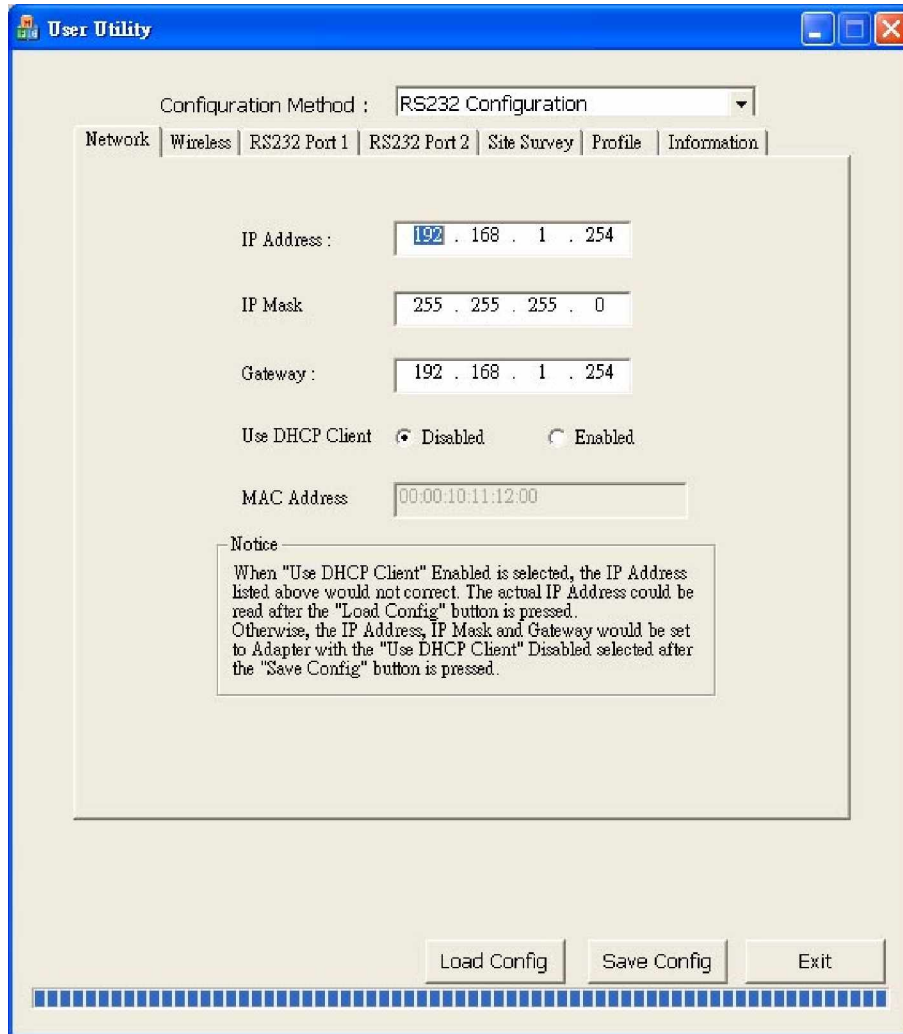 User Utility
Configuration Method : RS232 Configuration
Network Wireless RS232 Port 1 RS232 Port 2 Site Survey Profile Information
IP Address : 192 . 168 . 1 . 254
IP Mask 255 . 255 . 255 . 0
Gateway : 192 . 168 . 1 . 254
Use DHCP Client Disabled Enabled
MAC Address 00:00:10:11:12:00
Notice
When "Use DHCP Client" Enabled is selected, the IP Address
listed above would not correct. The actual IP Address could be
read after the "Load Config" button is pressed.
Otherwise, the IP Address, IP Mask and Gateway would be set
to Adapter with the "Use DHCP Client" Disabled selected after
the "Save Config" button is pressed.
Load Config Save Config Exit